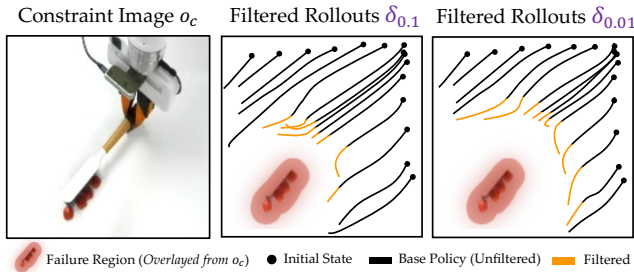 Constraint Image o_c
Filtered Rollouts δ_0.1
Filtered Rollouts δ_0.01
Failure Region (Overlayed from o_c)
Initial State
Base Policy (Unfiltered)
Filtered